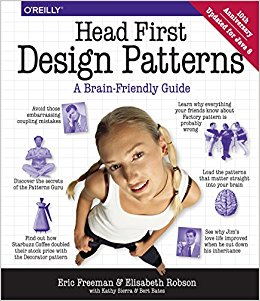 O'REILLY®
10th Anniversary
Updated for Java 8
Head First
Design Patterns
A Brain-Friendly Guide
Avoid those
embarrassing
coupling mistakes
Learn why everything
your friends know about
Factory pattern is
probably
wrong
Discover the secrets
of the Patterns Guru
Load the patterns
that matter straight
into your brain
Find out how
Starbuzz Coffee doubled
their stock price with
the Decorator pattern
See why Jim's
love life improved
when he cut down
his inheritance
Eric Freeman & Elisabeth Robson
with Kathy Sierra & Bert Bates